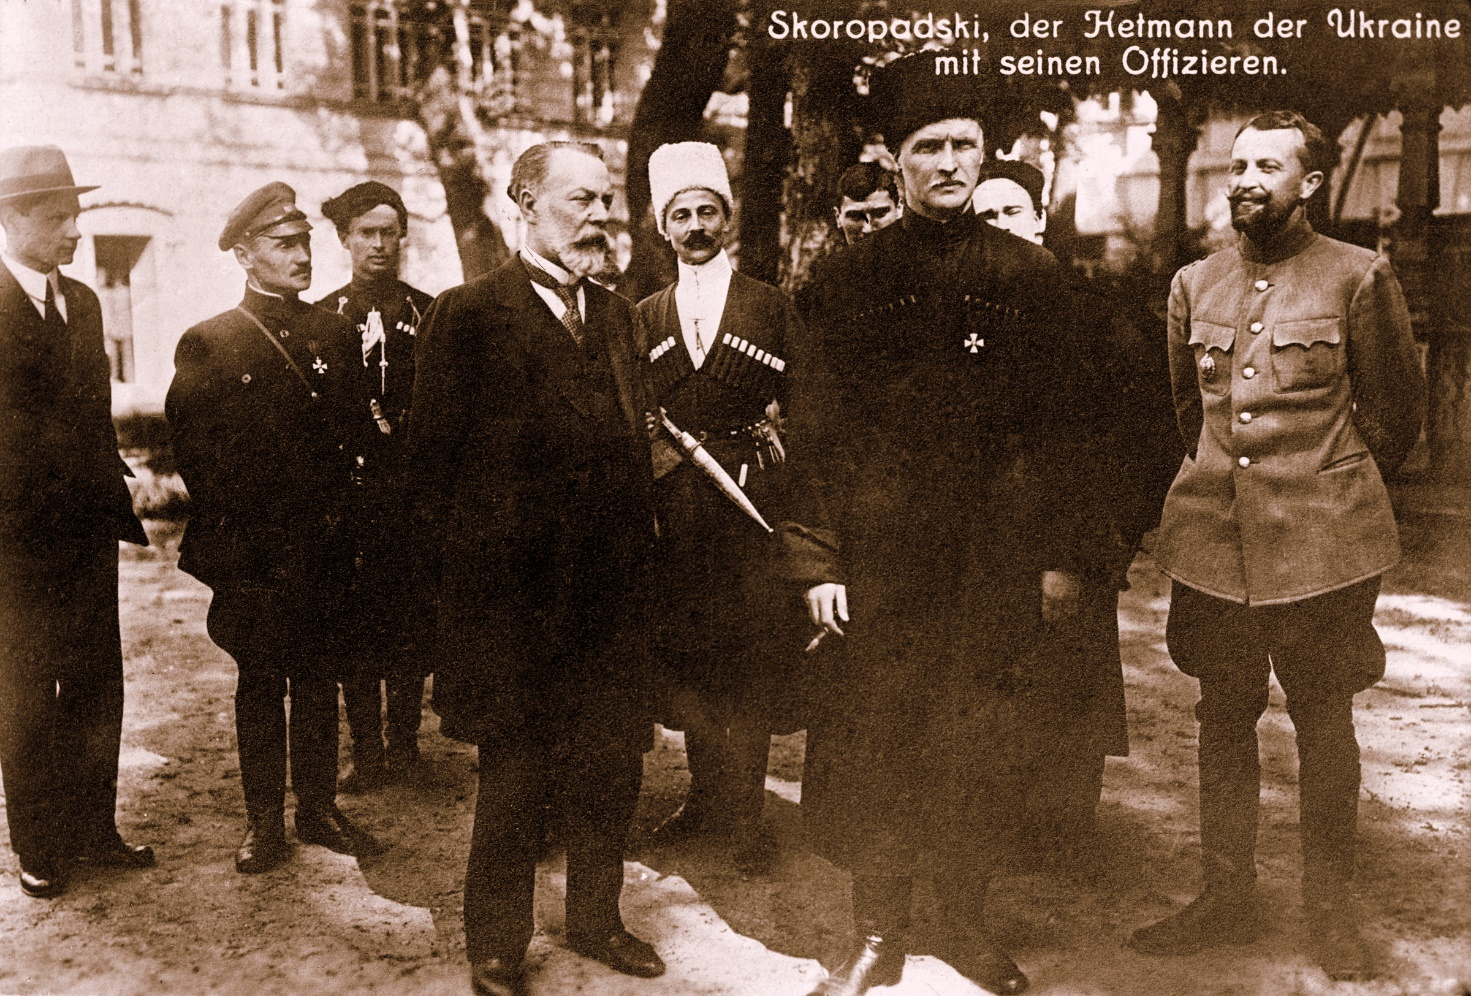 Skoropadski, der Hetmann der Ukraine
mit seinen Offizieren.